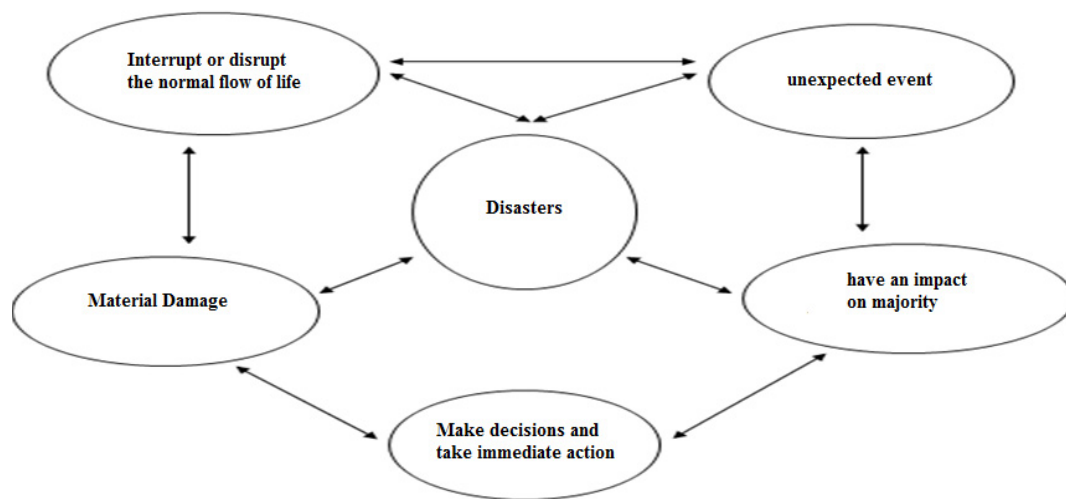 Interrupt or disrupt
the normal flow of life
unexpected event
Disasters
Material Damage
have an impact
on majority
Make decisions and
take immediate action